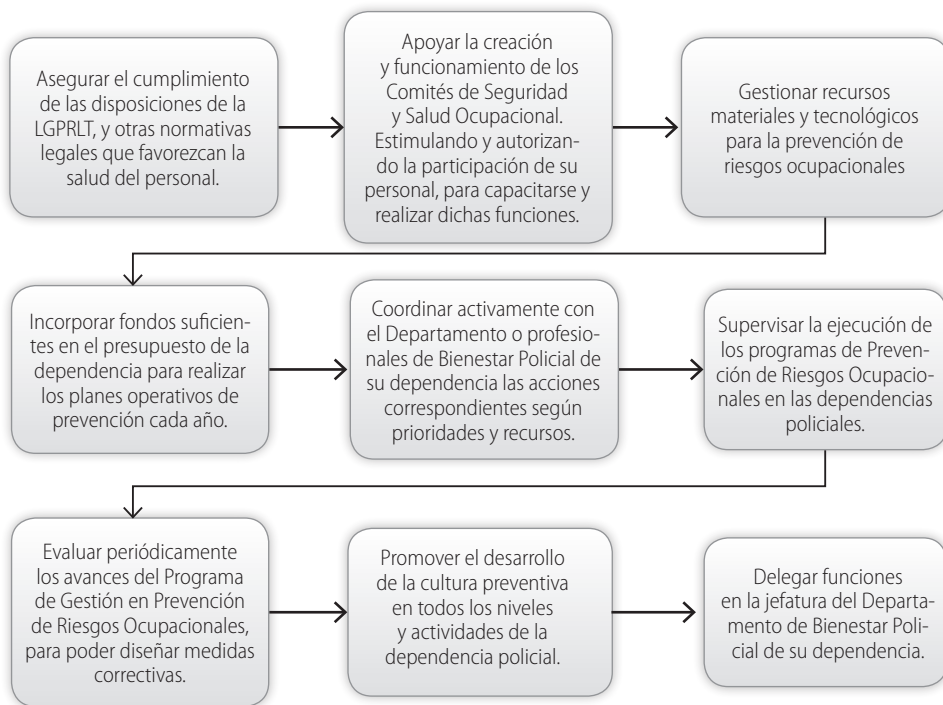 Asegurar el cumplimiento
de las disposiciones de la
LGPRLT, y otras normativas
legales que favorezcan la
salud del personal.
Apoyar la creación
y funcionamiento de los
Comités de Seguridad
y Salud Ocupacional.
Estimulando y autorizan-
do la participación de su
personal, para capacitarse y
realizar dichas funciones.
Gestionar recursos
materiales y tecnológicos
para la prevención de
riesgos ocupacionales
Incorporar fondos suficien-
tes en el presupuesto de la
dependencia para realizar
los planes operativos de
prevención cada año.
Coordinar activamente con
el Departamento o profesio-
nales de Bienestar Policial de
su dependencia las acciones
correspondientes según
prioridades y recursos.
Supervisar la ejecución de
los programas de Preven-
ción de Riesgos Ocupacio-
nales en las dependencias
policiales.
Evaluar periódicamente
los avances del Programa
de Gestión en Prevención
de Riesgos Ocupacionales,
para poder diseñar medidas
correctivas.
Promover el desarrollo
de la cultura preventiva
en todos los niveles
y actividades de la
dependencia policial.
Delegar funciones
en la jefatura del Departa-
mento de Bienestar Poli-
cial de su dependencia.